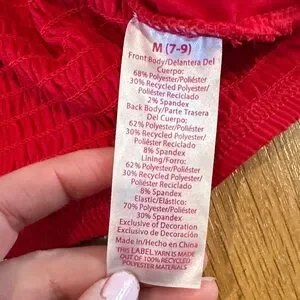 M (7-9)
Front Body/Delantera Del
Cuerpo:
68% Polyester/Poliéster
30% Recycled Polyester/
Poliéster Reciclado
2% Spandex
Back Body/Parte Trasera
Del Cuerpo:
62% Polyester/Poliéster
30% Recycled Polyester/
Poliéster Reciclado
8% Spandex
Lining/Forro:
62% Polyester/Poliéster
30% Recycled Polyester/
Poliéster Reciclado
8% Spandex
Elastic/Elástico:
70% Polyester/Poliéster
30% Spandex
Exclusive of Decoration
Exclusivo de Decoración
Made in/Hecho en China
THIS LABEL YARN IS MADE
OUT OF 100% RECYCLED
POLYESTER MATERIALS